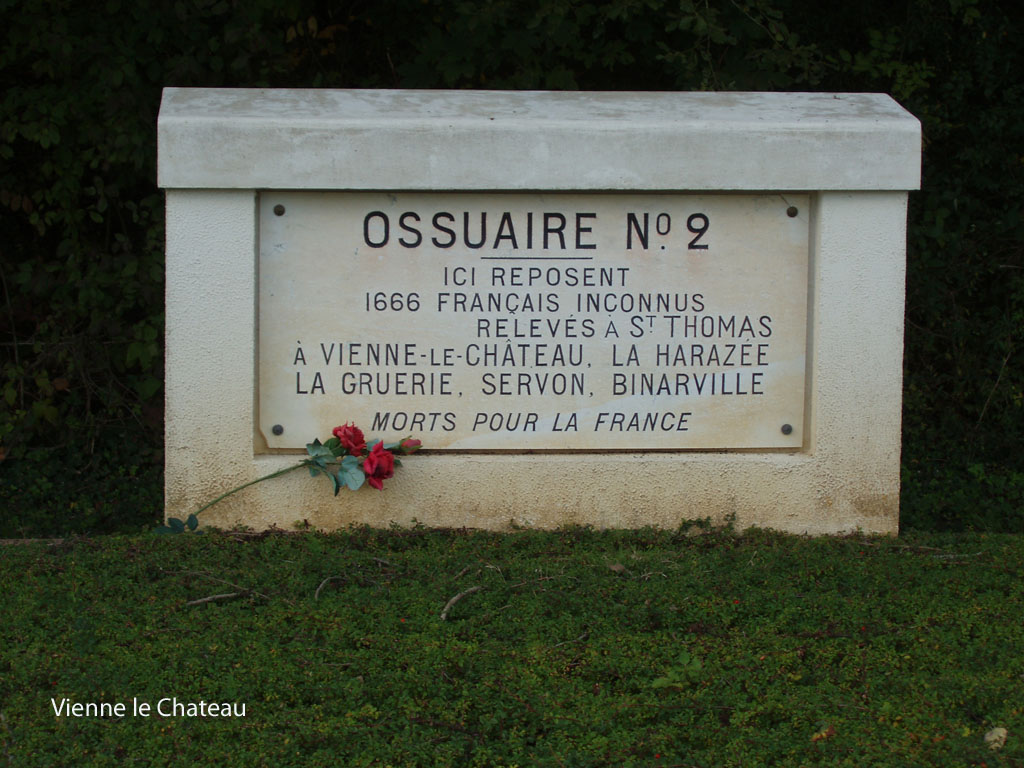 OSSUAIRE Nº. 2
ICI REPOSENT
1666 FRANÇAIS INCONNUS
RELEVÉS À ST THOMAS
À VIENNE-LE-CHÂTEAU, LA HARAZÉE
LA GRUERIE, SERVON, BINARVILLE
MORTS POUR LA FRANCE
Vienne le Chateau